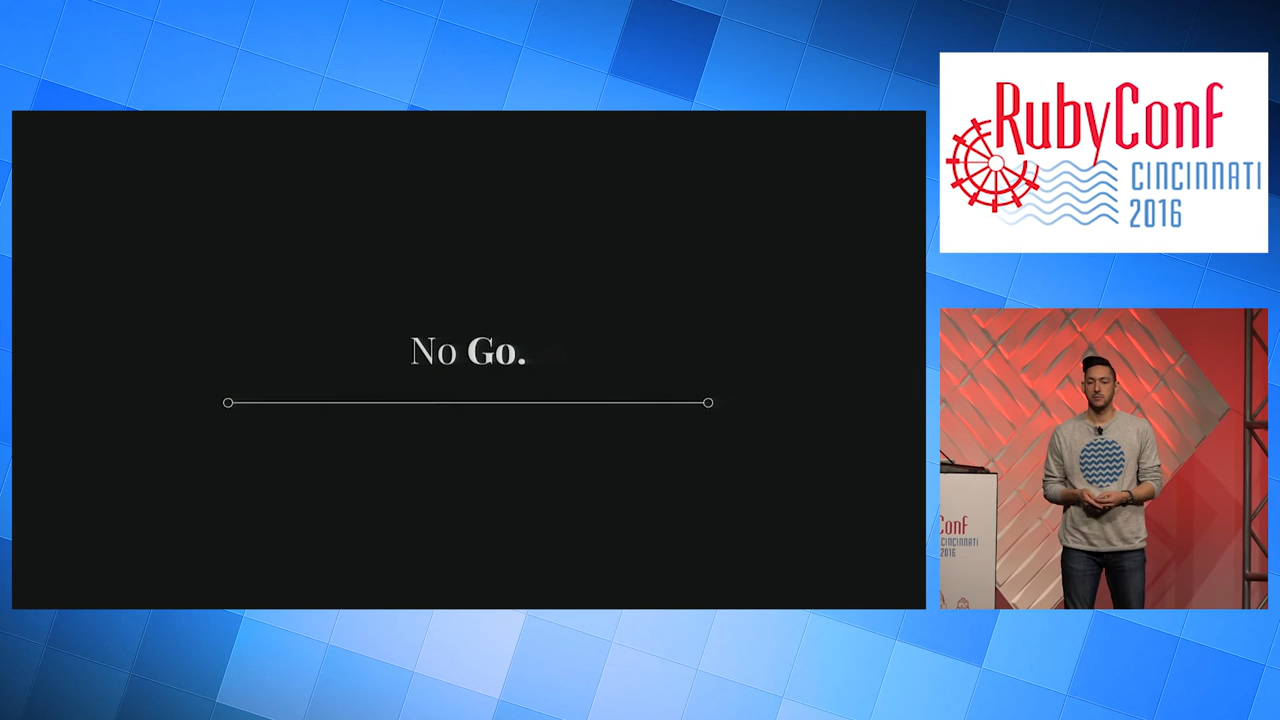 No Go.
RubyConf
CINCINNATI
2016
Conf
CINCINNATI
2016